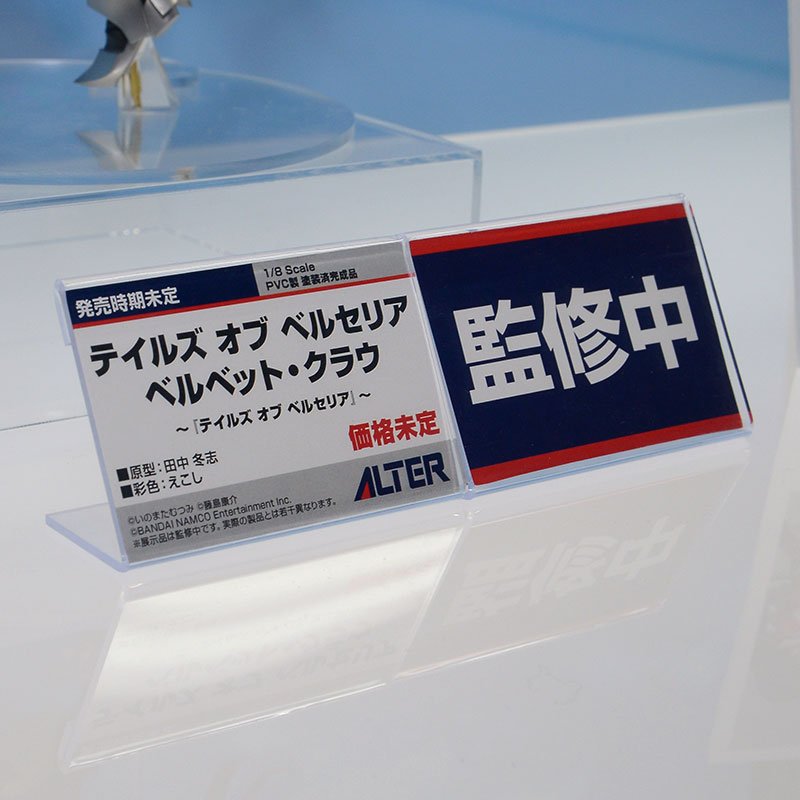 発売時期未定
1/8 Scale
PVC製 塗装済完成品
テイルズ オブ ベルセリア
ベルベット・クラウ
～『テイルズ オブ ベルセリア』～
価格未定
■原型：田中 冬志
■彩色：えこし
ALTER
©いのまたむつみ ©藤島康介
©BANDAI NAMCO Entertainment Inc.
※展示品は監修中です。実際の製品とは若干異なります。
監修中